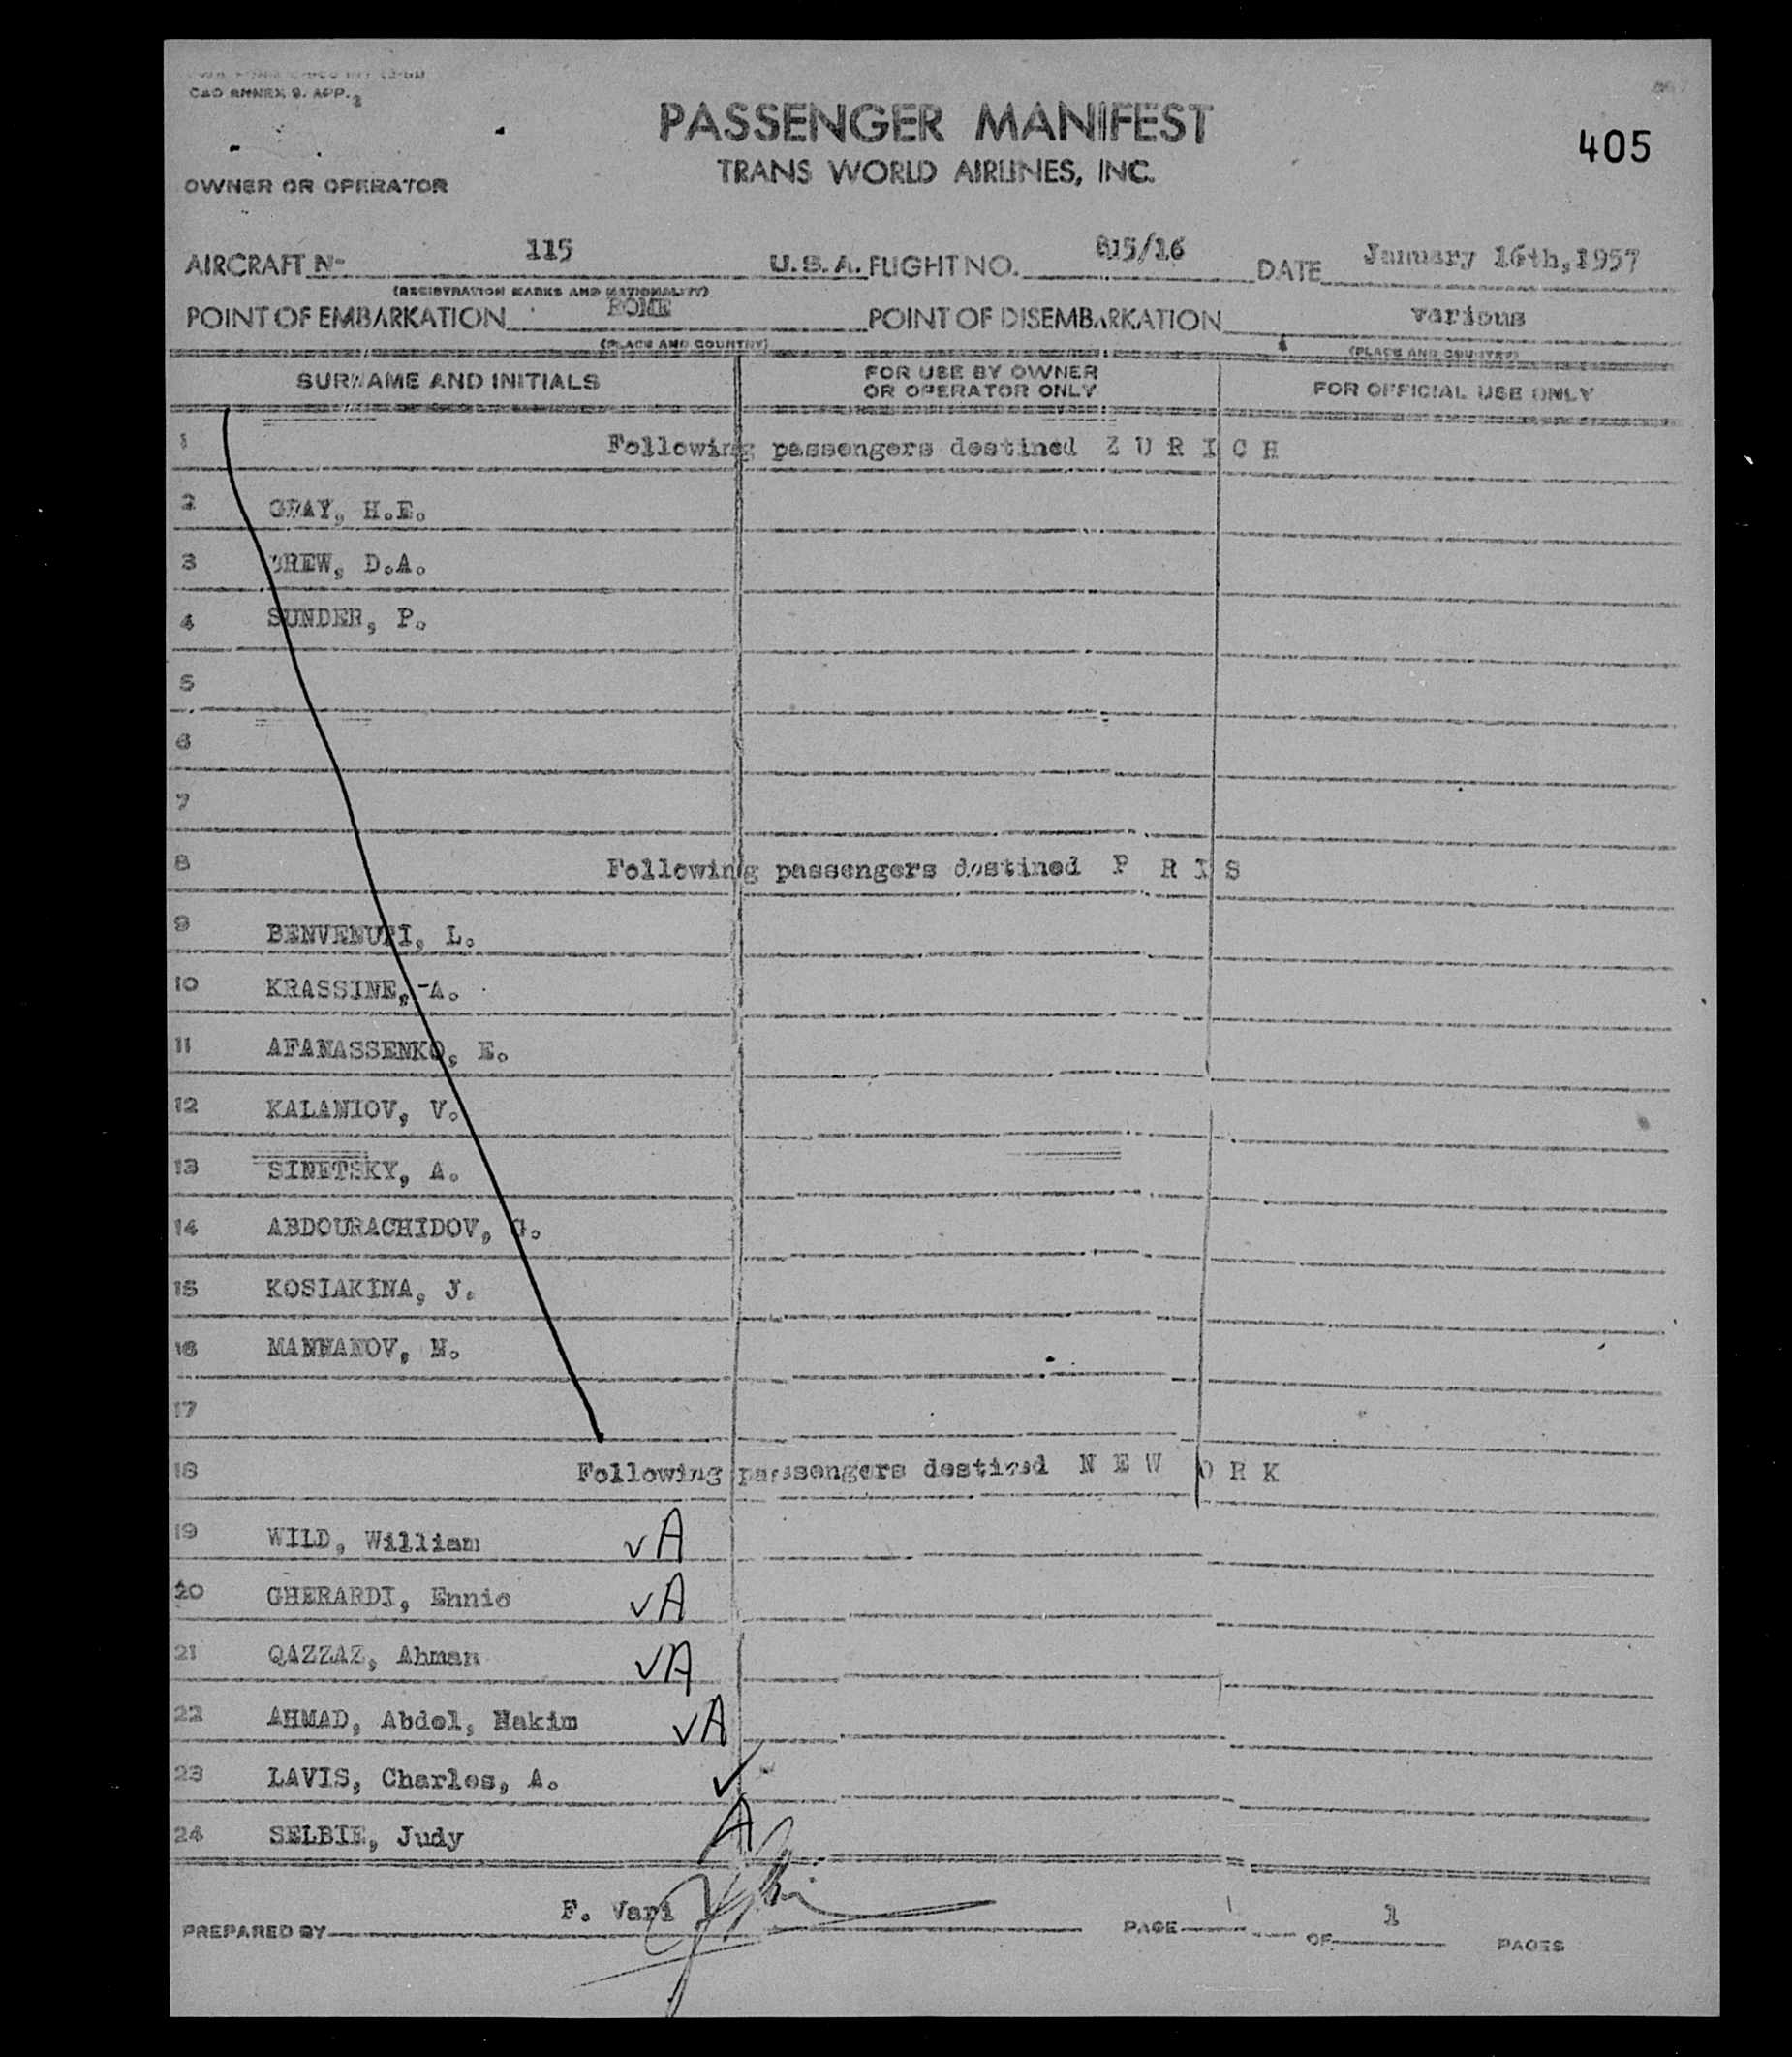 CAO ANNEX 9. APP. 2
PASSENGER MANIFEST
405
TRANS WORLD AIRLINES, INC.
OWNER OR OPERATOR
AIRCRAFT No 115 U.S.A. FLIGHT NO. 815/16 DATE January 16th,1957
(REGISTRATION MARKS AND NATIONALITY)
POINT OF EMBARKATION ROME POINT OF DISEMBARKATION various
(PLACE AND COUNTRY) (PLACE AND COUNTRY)
SURNAME AND INITIALS FOR USE BY OWNER OR OPERATOR ONLY FOR OFFICIAL USE ONLY
1 Following passengers destined Z U R I C H
2 GRAY, H.E.
3 DREW, D.A.
4 SUNDER, P.
5
6
7
8 Following passengers destined P R I S
9 BENVENUTI, L.
10 KRASSINE, A.
11 AFANASSENKO, E.
12 KALANIOV, V.
13 SINETSKY, A.
14 ABDOURACHIDOV, G.
15 KOSIAKINA, J.
16 MANNANOV, N.
17
18 Following passengers destined N E W O R K
19 WILD, William ✓ A
20 GHERARDI, Ennio ✓ A
21 QAZZAZ, Ahman ✓ A
22 AHMAD, Abdel, Hakim ✓ A
23 LAVIS, Charles, A. ✓
24 SELBIE, Judy A
PREPARED BY F. Vari PAGE 1 OF 1 PAGES